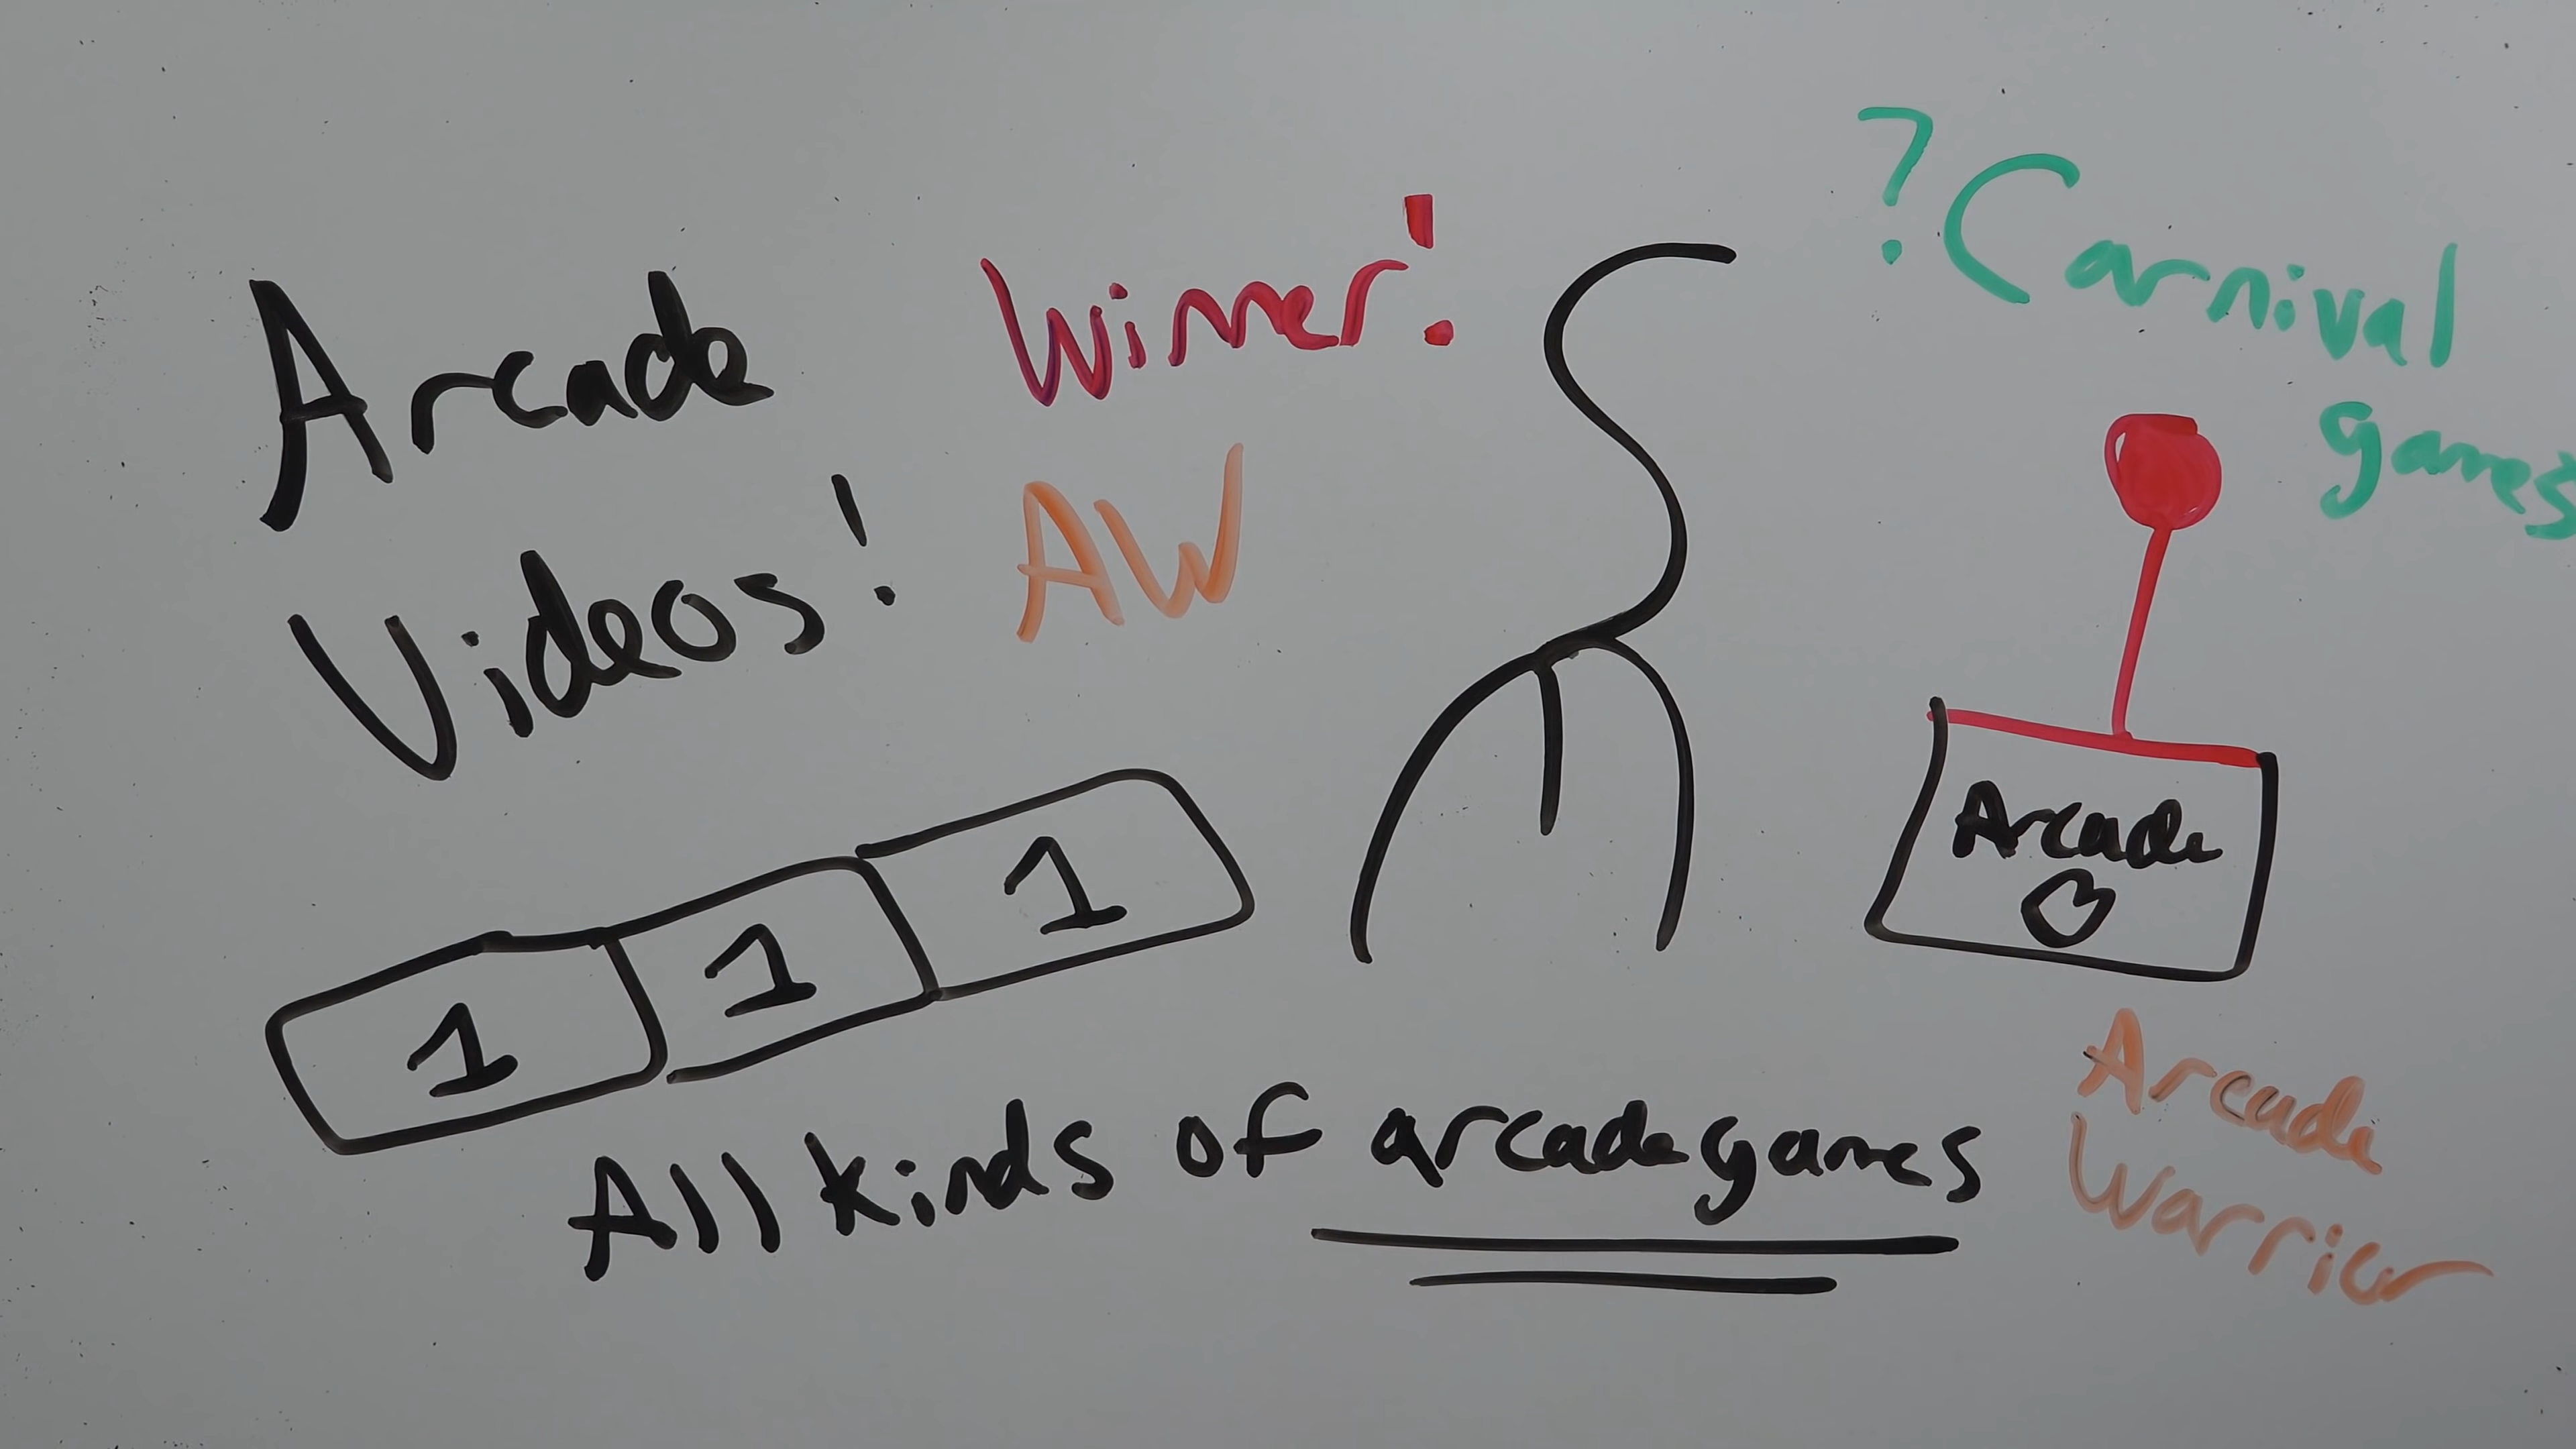 Arcade
Videos!
Winner!
AW
? Carnival
games
Arcade
1 1 1
All kinds of arcade games
Arcade
Warrior